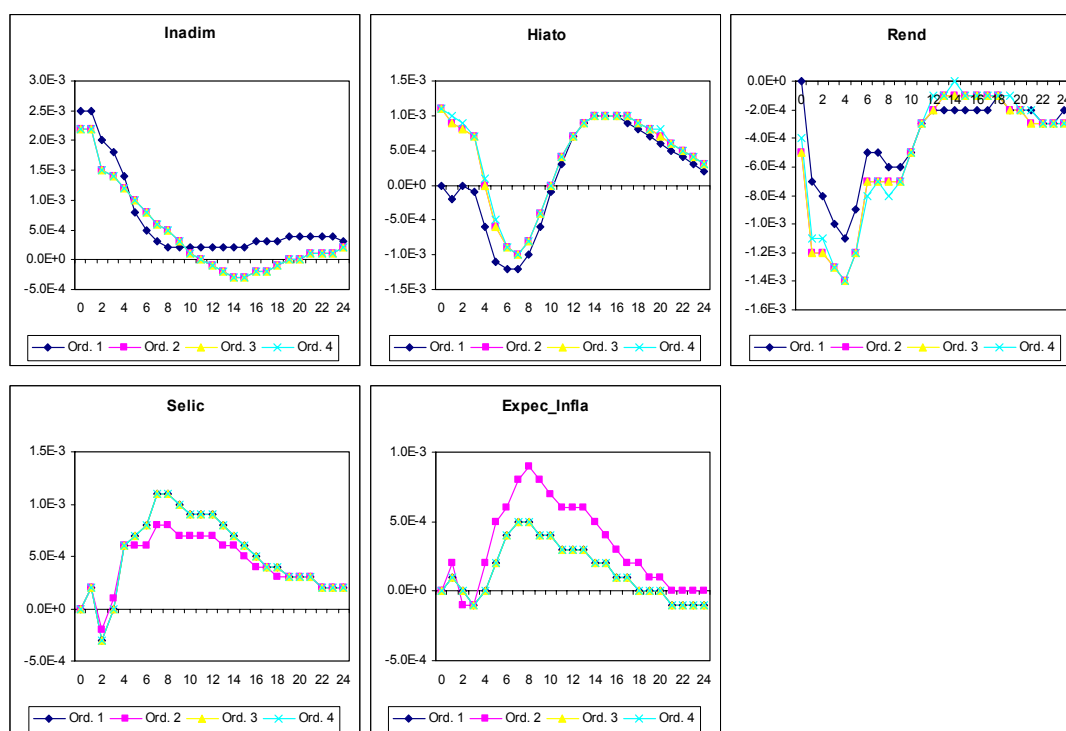 Inadim
3.0E-3
2.5E-3
2.0E-3
1.5E-3
1.0E-3
5.0E-4
0.0E+0
-5.0E-4
0 2 4 6 8 10 12 14 16 18 20 22 24
Ord. 1 Ord. 2 Ord. 3 Ord. 4
Hiato
1.5E-3
1.0E-3
5.0E-4
0.0E+0
-5.0E-4
-1.0E-3
-1.5E-3
0 2 4 6 8 10 12 14 16 18 20 22 24
Ord. 1 Ord. 2 Ord. 3 Ord. 4
Rend
0.0E+0
0 2 4 6 8 10 12 14 16 18 20 22 24
-2.0E-4
-4.0E-4
-6.0E-4
-8.0E-4
-1.0E-3
-1.2E-3
-1.4E-3
-1.6E-3
Ord. 1 Ord. 2 Ord. 3 Ord. 4
Selic
1.5E-3
1.0E-3
5.0E-4
0.0E+0
-5.0E-4
0 2 4 6 8 10 12 14 16 18 20 22 24
Ord. 1 Ord. 2 Ord. 3 Ord. 4
Expec_Infla
1.0E-3
5.0E-4
0.0E+0
-5.0E-4
0 2 4 6 8 10 12 14 16 18 20 22 24
Ord. 1 Ord. 2 Ord. 3 Ord. 4